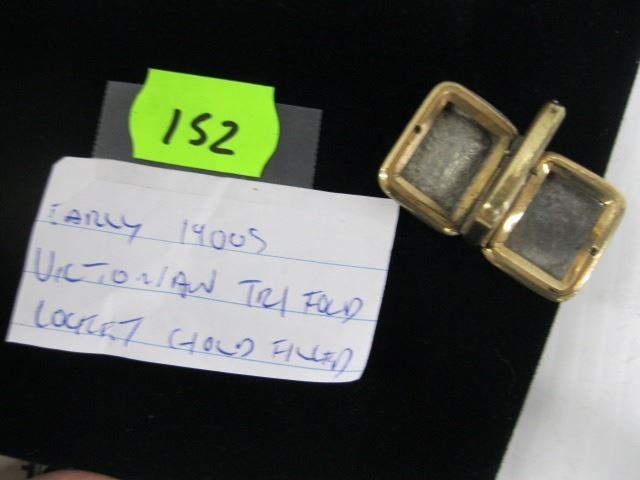 152
EARLY 1900S
VICTORIAN TRI FOLD
LOCKET GOLD FILLED